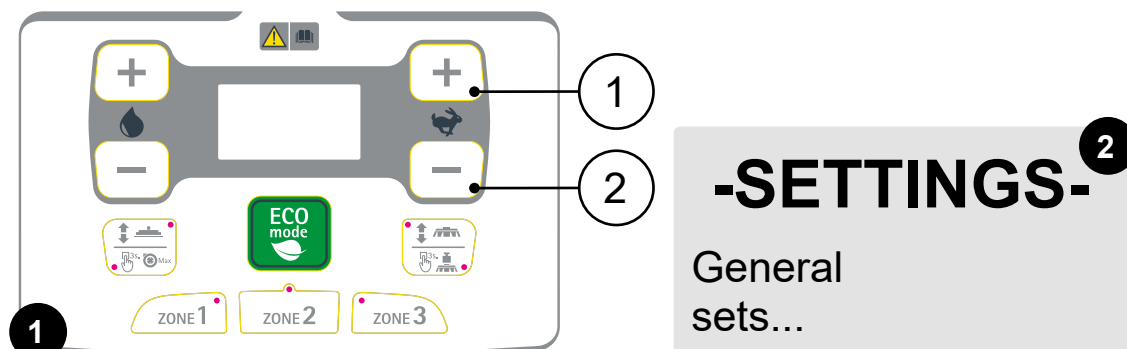 +
+
1
−
−
2
ECO
mode
3s.
Max
3s.
ZONE 1
ZONE 2
ZONE 3
1
2
-SETTINGS-
General
sets...